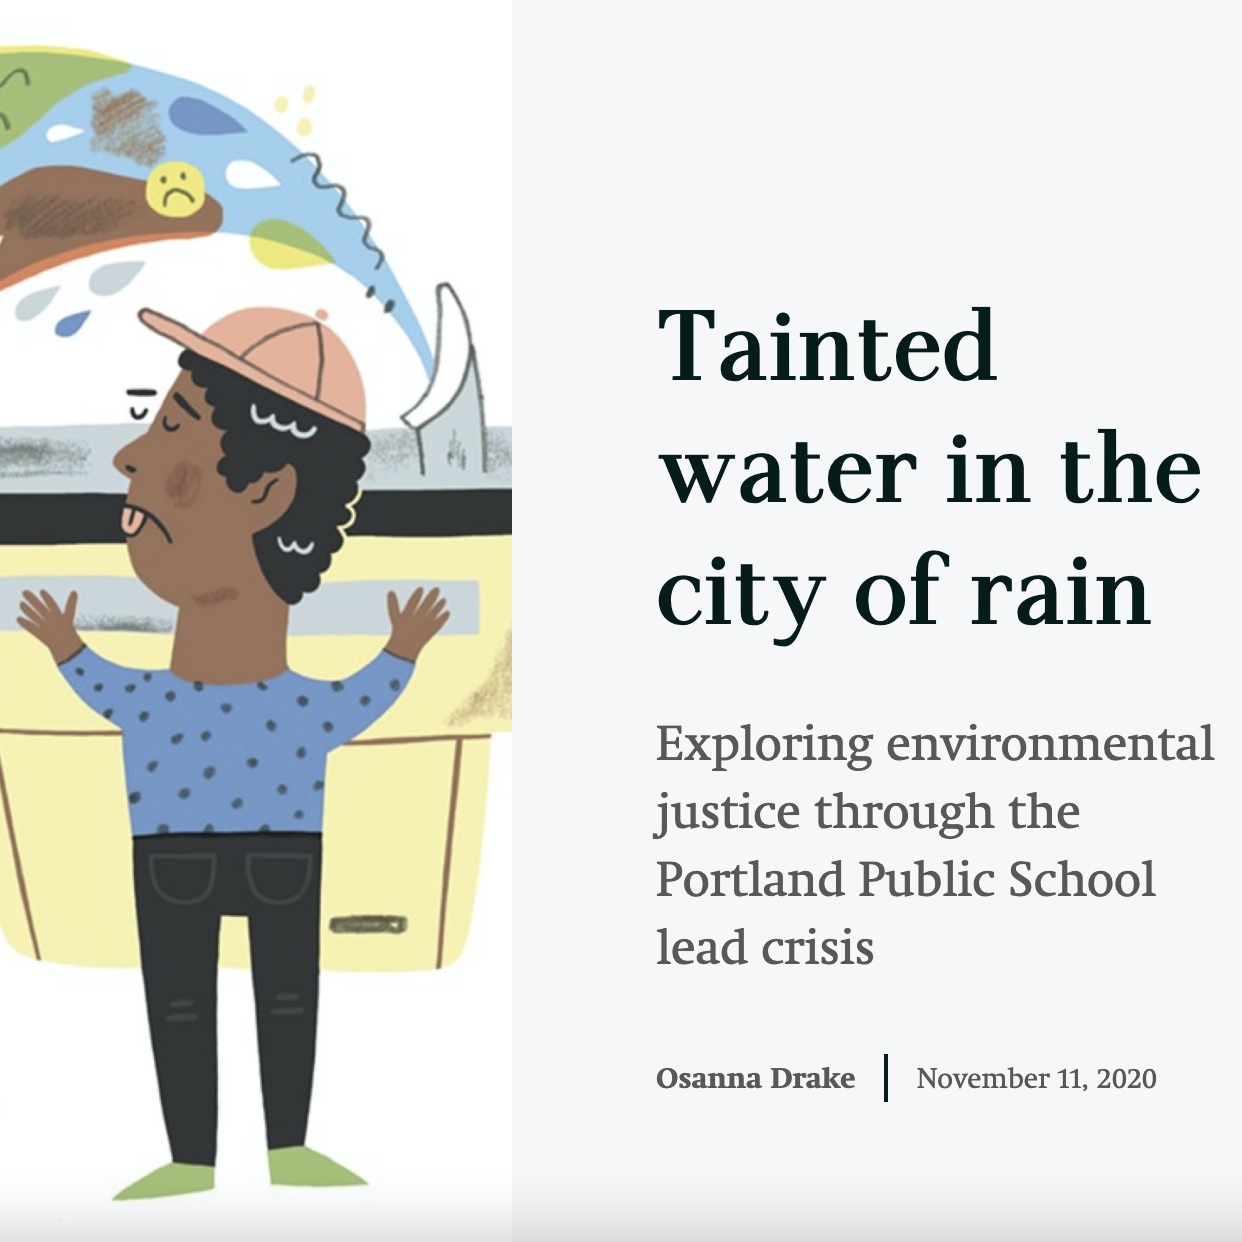 Tainted
water in the
city of rain
Exploring environmental
justice through the
Portland Public School
lead crisis
Osanna Drake | November 11, 2020